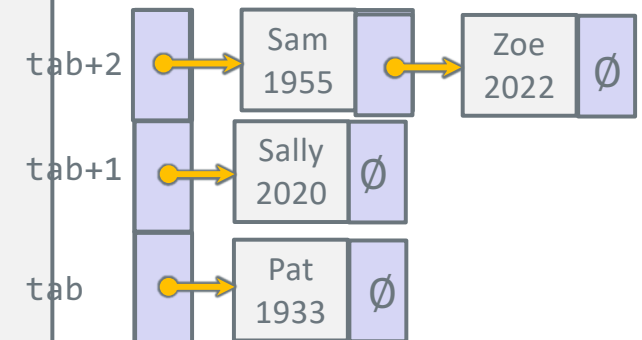 tab+2
Sam
1955
Zoe
2022
Ø
tab+1
Sally
2020
Ø
tab
Pat
1933
Ø